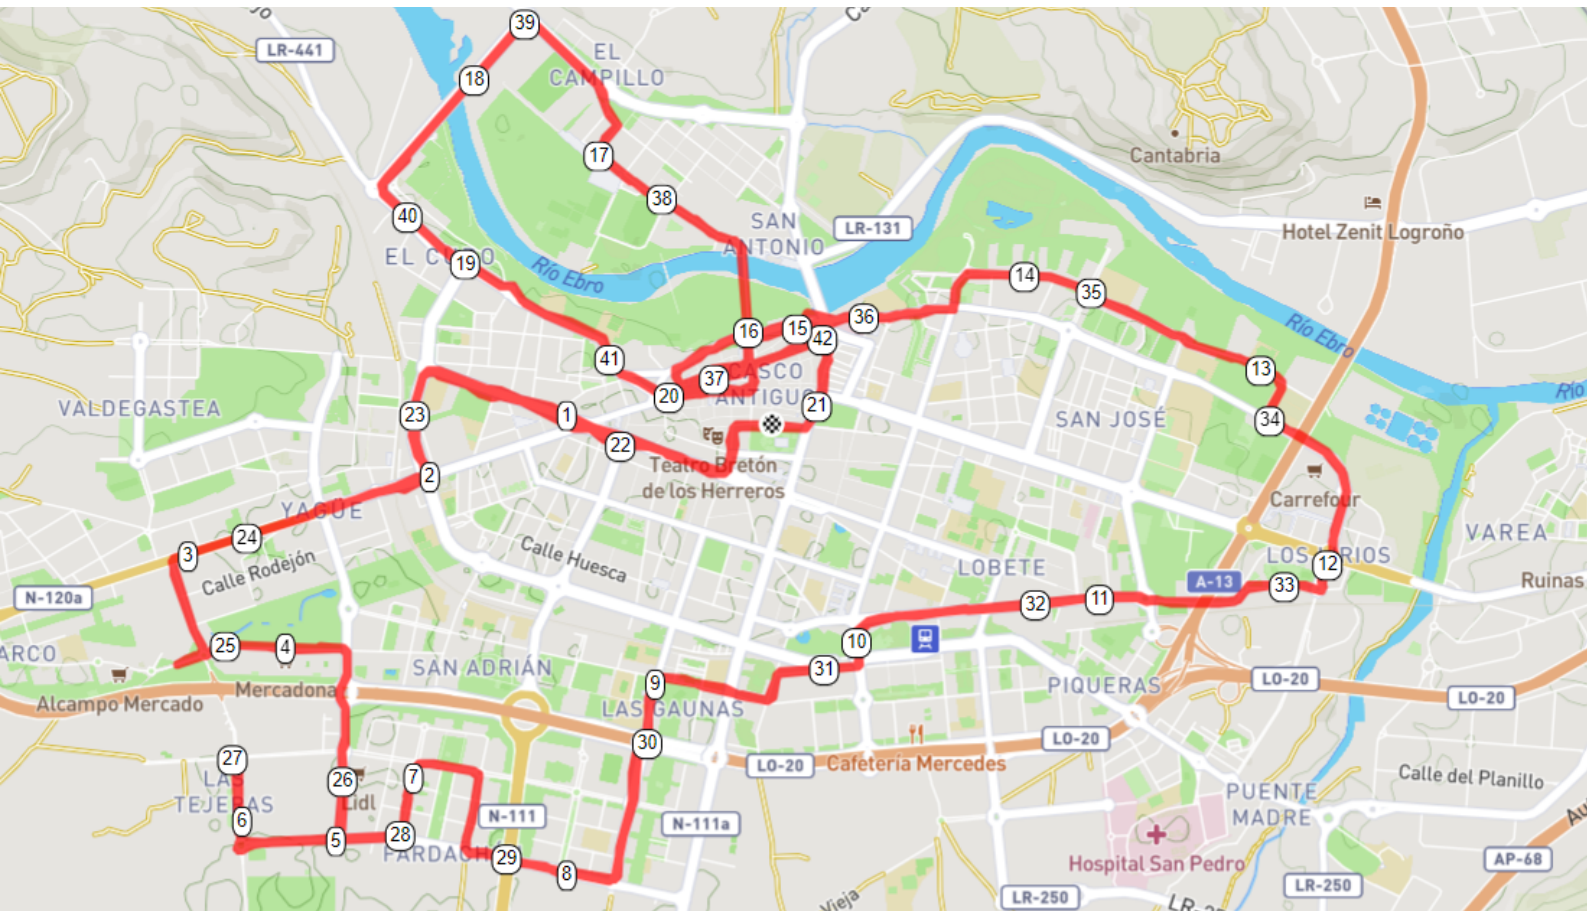 39
LR-441
EL
CAMPILLO
18
17
38
Cantabria
40
SAN
ANTONIO
LR-131
Hotel Zenit Logroño
EL CUBO
19
Río Ebro
14
35
36
Río Ebro
15
16
42
41
13
37
CASCO
ANTIGUO
20
21
Río
VALDEGASTEA
23
1
SAN JOSÉ
34
22
Teatro Bretón
de los Herreros
2
Carrefour
YAGÜE
24
VAREA
3
Calle Rodejón
Calle Huesca
LOBETE
LOS LIRIOS
12
A-13
33
Ruinas
N-120a
32
11
10
25
4
ARCO
SAN ADRIÁN
31
9
PIQUERAS
LO-20
Mercadona
LO-20
Alcampo Mercado
LAS GAUNAS
30
LO-20
27
LO-20
Cafetería Mercedes
7
26
Lidl
LAS
TEJERAS
Calle del Planillo
PUENTE
MADRE
6
N-111
N-111a
5
28
PARDACHÓN
29
8
Hospital San Pedro
AP-68
LR-250
LR-250
Vieja